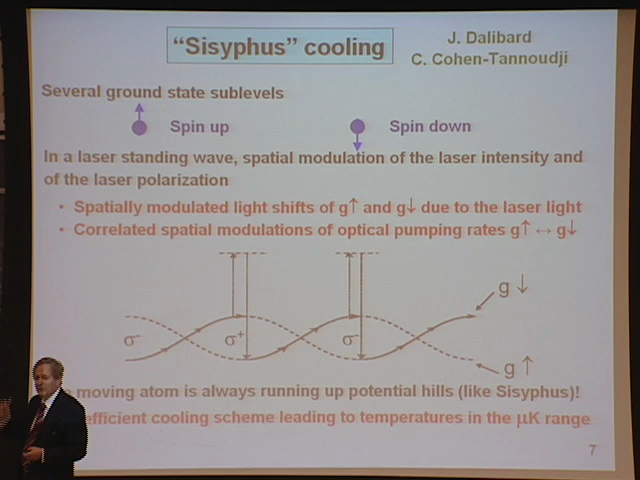 “Sisyphus” cooling
J. Dalibard
C. Cohen-Tannoudji
Several ground state sublevels
Spin up
Spin down
In a laser standing wave, spatial modulation of the laser intensity and
of the laser polarization
• Spatially modulated light shifts of g↑ and g↓ due to the laser light
• Correlated spatial modulations of optical pumping rates g↑ ↔ g↓
g ↓
σ⁻ σ⁺ σ⁻
g ↑
moving atom is always running up potential hills (like Sisyphus)!
efficient cooling scheme leading to temperatures in the μK range
7